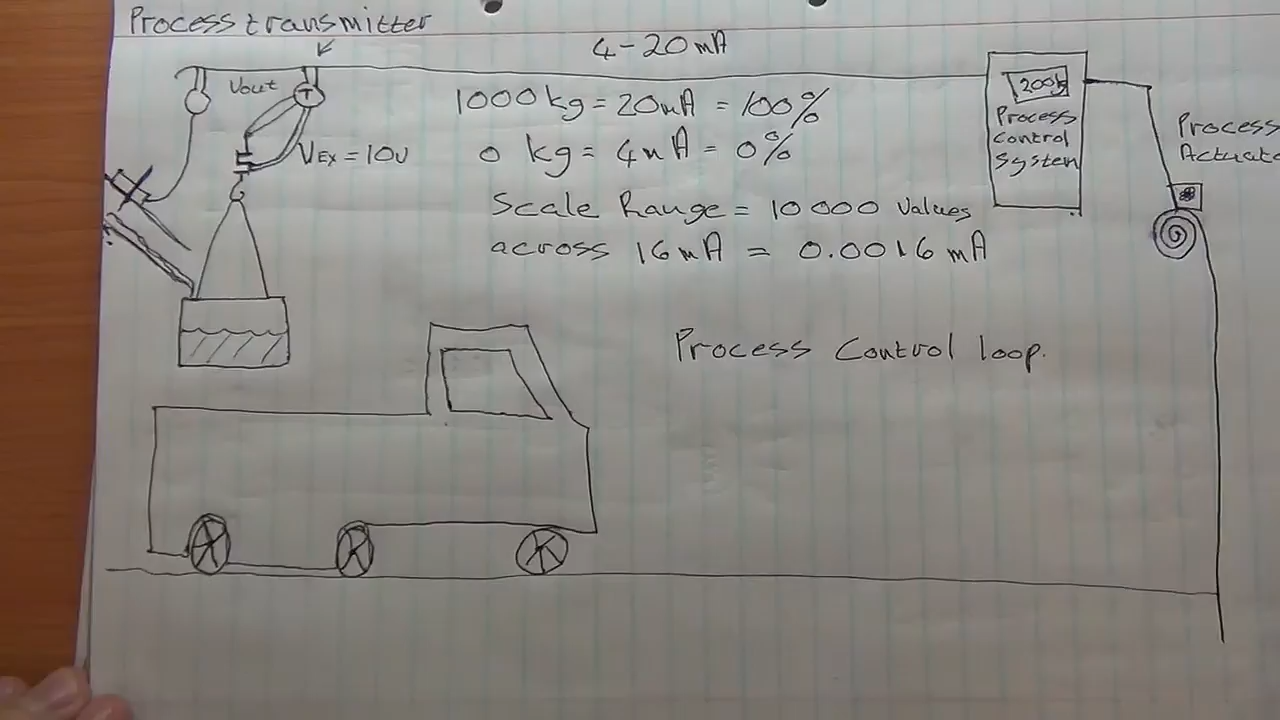 Process transmitter
4-20mA
Vout
T
VEX = 10V
1000kg = 20mA = 100%
0 kg = 4mA = 0%
Scale Range = 10000 Values
across 16mA = 0.0016 mA
200kg
Process
Control
System
Process
Actuato
Process Control loop.